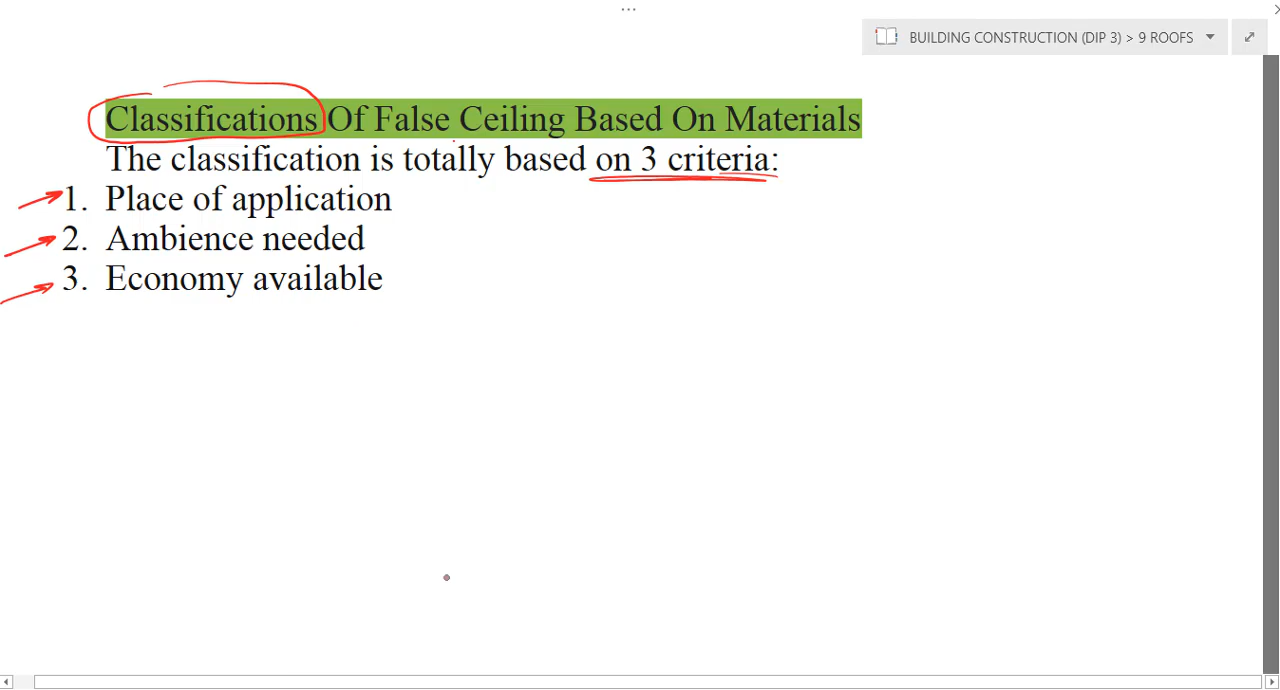 BUILDING CONSTRUCTION (DIP 3) > 9 ROOFS
Classifications Of False Ceiling Based On Materials
The classification is totally based on 3 criteria:
1. Place of application
2. Ambience needed
3. Economy available